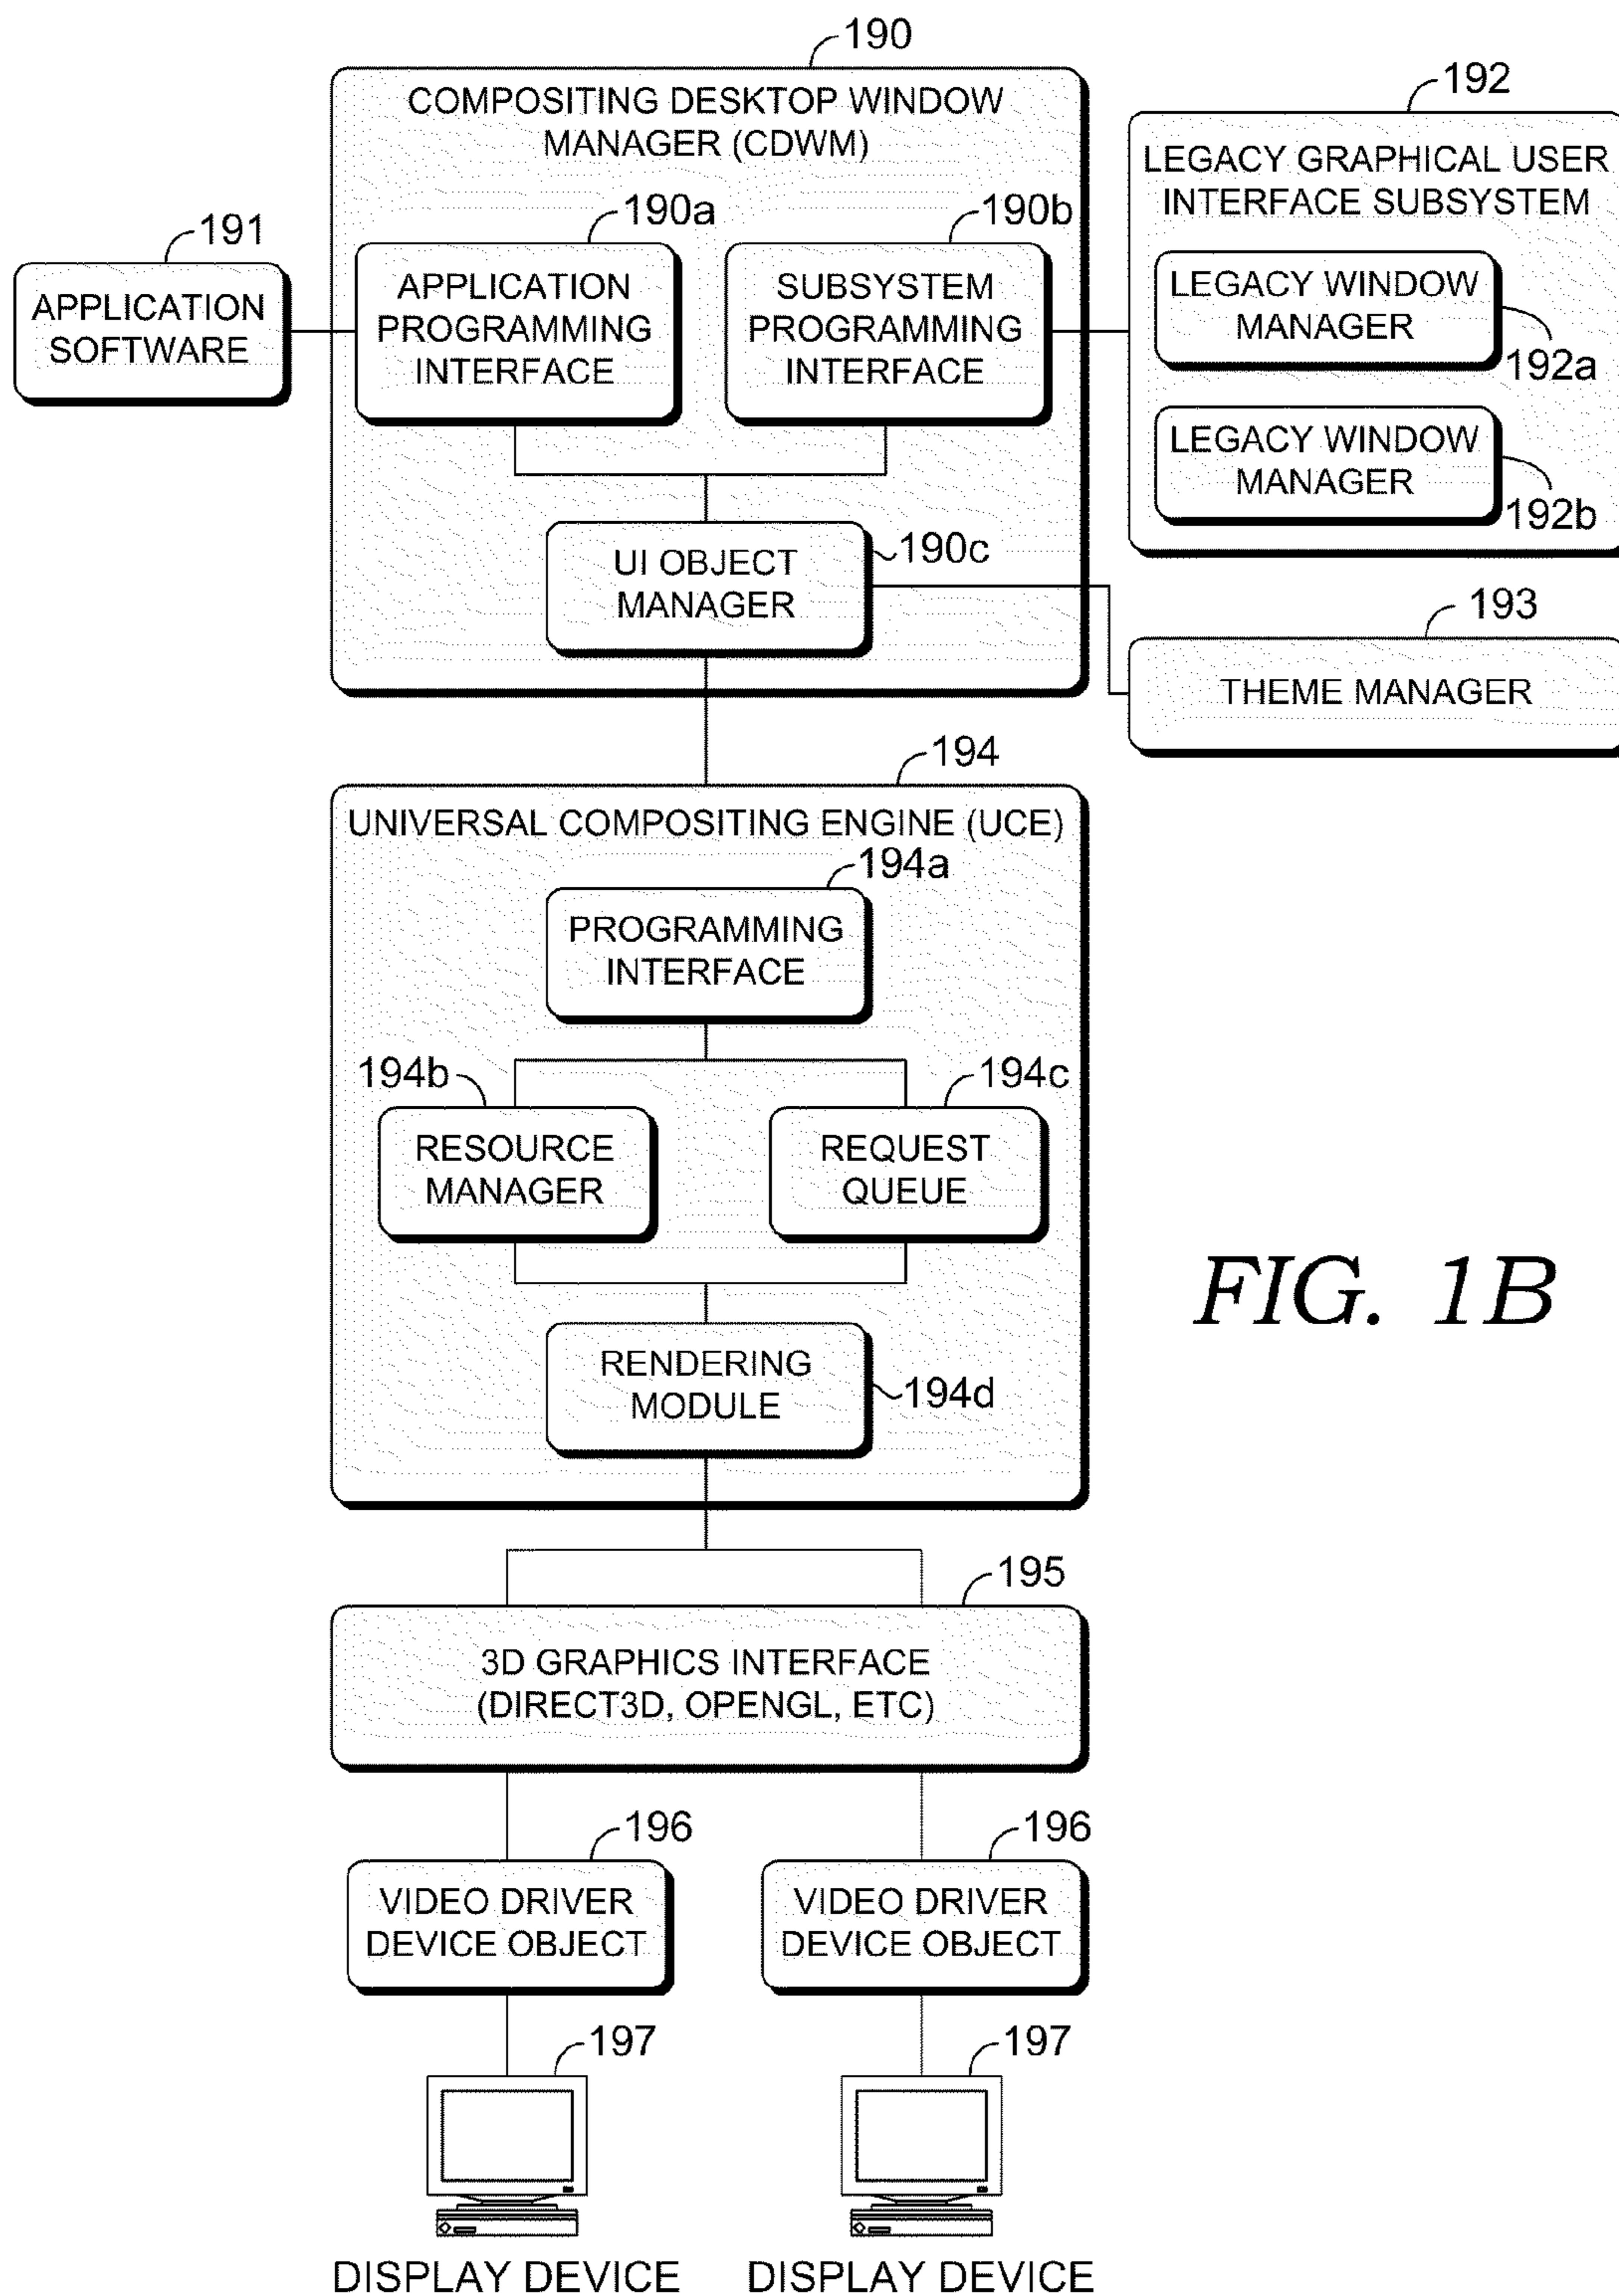 190
COMPOSITING DESKTOP WINDOW
MANAGER (CDWM)
192
LEGACY GRAPHICAL USER
INTERFACE SUBSYSTEM
191
APPLICATION
SOFTWARE
190a
APPLICATION
PROGRAMMING
INTERFACE
190b
SUBSYSTEM
PROGRAMMING
INTERFACE
LEGACY WINDOW
MANAGER
192a
LEGACY WINDOW
MANAGER
192b
UI OBJECT
MANAGER
190c
193
THEME MANAGER
194
UNIVERSAL COMPOSITING ENGINE (UCE)
194a
PROGRAMMING
INTERFACE
194b
RESOURCE
MANAGER
194c
REQUEST
QUEUE
RENDERING
MODULE
194d
FIG. 1B
195
3D GRAPHICS INTERFACE
(DIRECT3D, OPENGL, ETC)
196
VIDEO DRIVER
DEVICE OBJECT
196
VIDEO DRIVER
DEVICE OBJECT
197
DISPLAY DEVICE
197
DISPLAY DEVICE